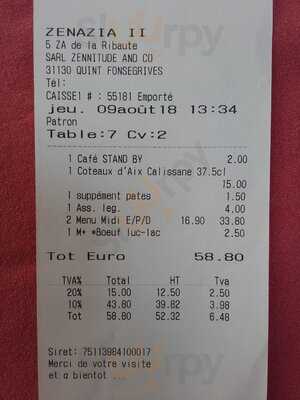 ZENAZIA II
5 ZA de la Ribaute
SARL ZENNITUDE AND CO
31130 QUINT FONSEGRIVES
Tél:
CAISSE1 # : 55181 Emporté
jeu. 09août18 13:34
Patron
Table:7 Cv:2
1 Café STAND BY 2.00
1 Coteaux d'Aix Calissane 37.5cl
15.00
1 suppément pates 1.50
1 Ass. leg. 4.00
2 Menu Midi E/P/D 16.90 33.80
1 M+ *Boeuf luc-lac 2.50
Tot Euro 58.80
TVA% Total HT Tva
20% 15.00 12.50 2.50
10% 43.80 39.82 3.98
Tot 58.80 52.32 6.48
Siret: 75113984100017
Merci de votre visite
et a bientot ...